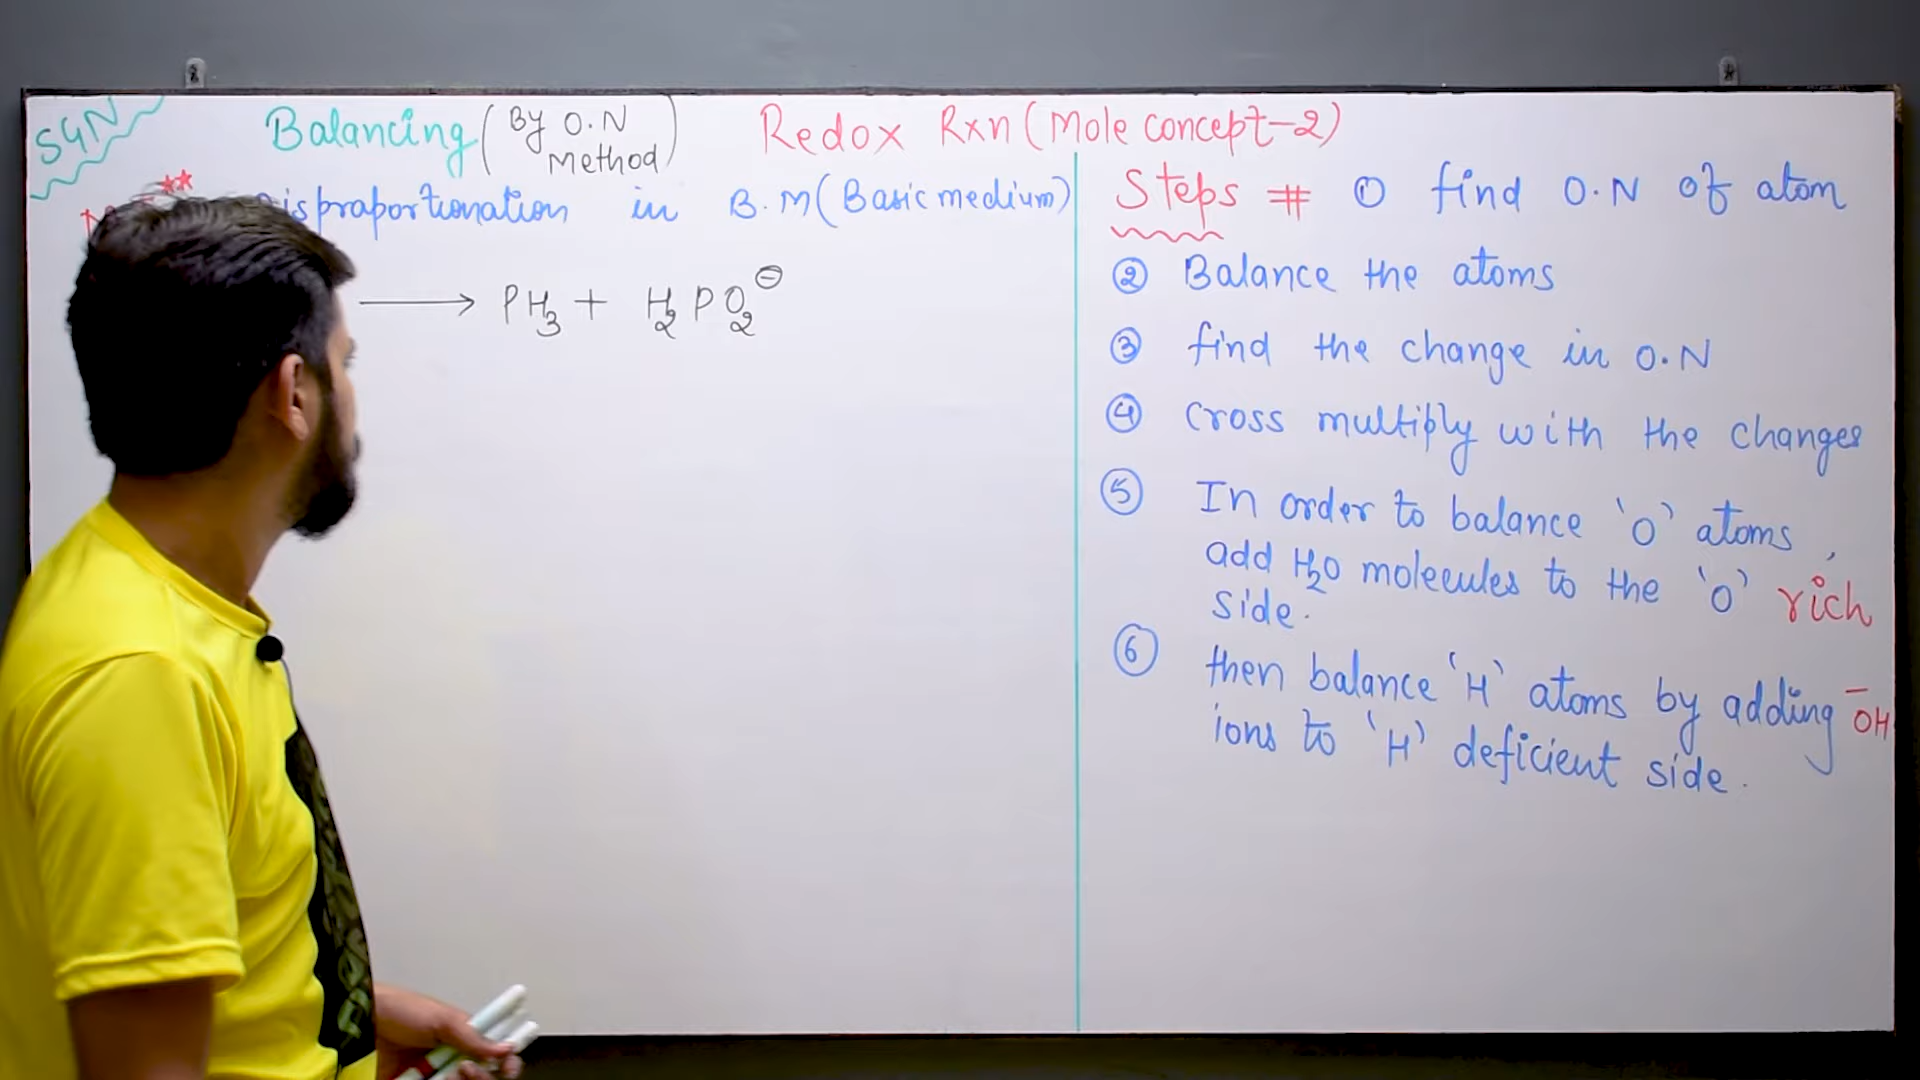 SGN
Balancing (By O.N Method) Redox Rxn (Mole concept-2)
isproportionation in B.M (Basic medium)
⟶ PH₃ + H₂PO₂⊖
Steps # ① find O.N of atom
② Balance the atoms
③ find the change in O.N
④ cross multiply with the changes
⑤ In order to balance 'O' atoms,
add H₂O molecules to the 'O' rich
side.
⑥ then balance 'H' atoms by adding ⁻OH
ions to 'H' deficient side.